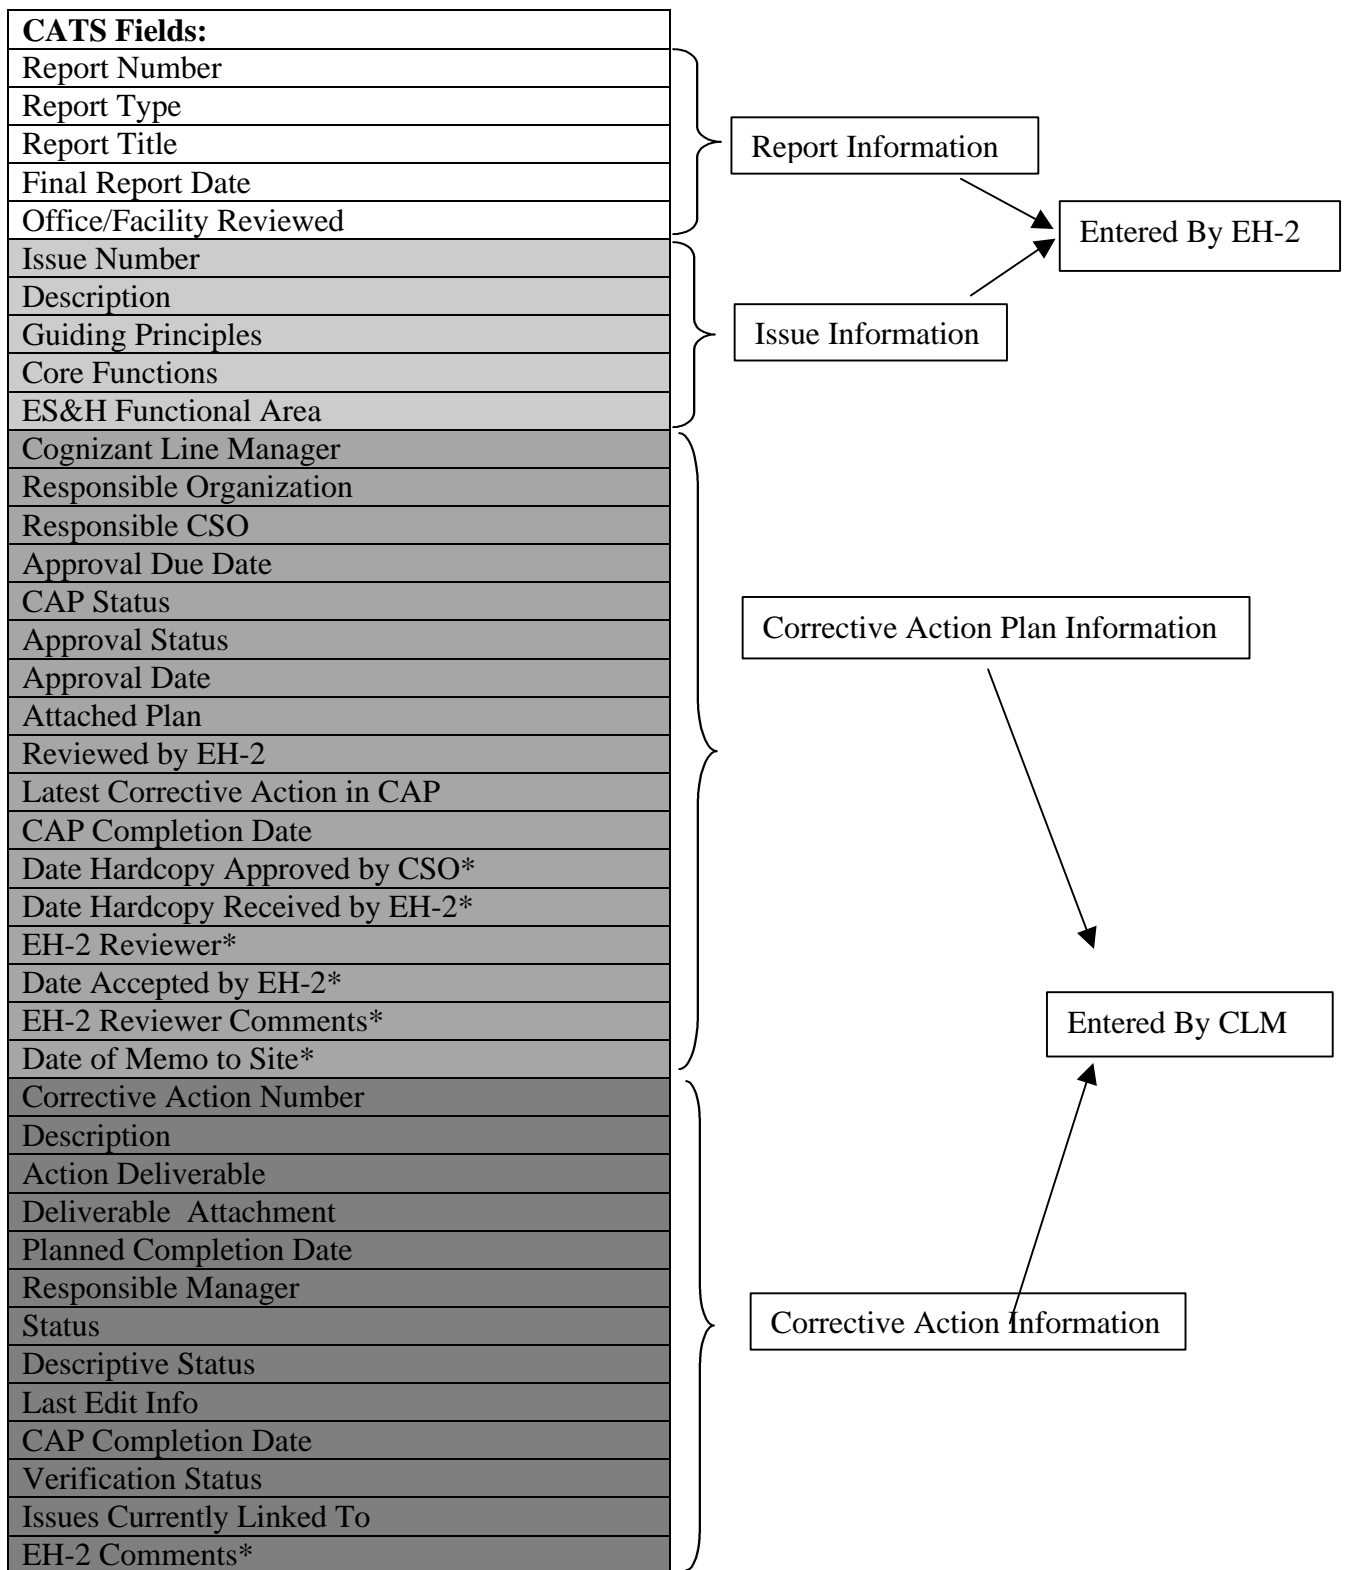 CATS Fields:
Report Number
Report Type
Report Title
Final Report Date
Office/Facility Reviewed
Issue Number
Description
Guiding Principles
Core Functions
ES&H Functional Area
Cognizant Line Manager
Responsible Organization
Responsible CSO
Approval Due Date
CAP Status
Approval Status
Approval Date
Attached Plan
Reviewed by EH-2
Latest Corrective Action in CAP
CAP Completion Date
Date Hardcopy Approved by CSO*
Date Hardcopy Received by EH-2*
EH-2 Reviewer*
Date Accepted by EH-2*
EH-2 Reviewer Comments*
Date of Memo to Site*
Corrective Action Number
Description
Action Deliverable
Deliverable  Attachment
Planned Completion Date
Responsible Manager
Status
Descriptive Status
Last Edit Info
CAP Completion Date
Verification Status
Issues Currently Linked To
EH-2 Comments*
Report Information
Entered By EH-2
Issue Information
Corrective Action Plan Information
Entered By CLM
Corrective Action Information